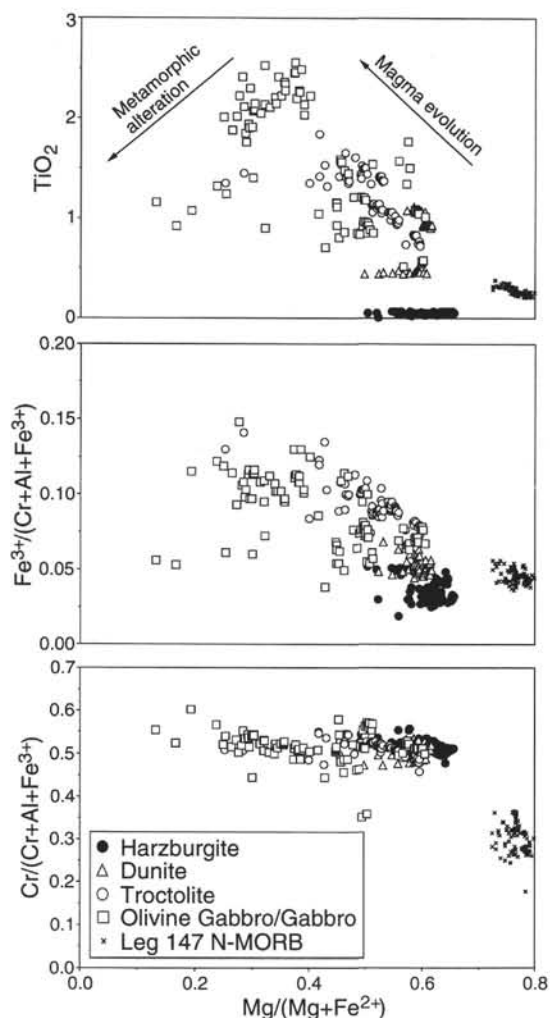 3
2
1
0
TiO2
Metamorphic
alteration
Magma evolution
0.20
0.15
0.10
0.05
0.00
Fe3+/(Cr+Al+Fe3+)
0.7
0.6
0.5
0.4
0.3
0.2
0.1
0.0
Cr/(Cr+Al+Fe3+)
Harzburgite
Dunite
Troctolite
Olivine Gabbro/Gabbro
Leg 147 N-MORB
0.0 0.2 0.4 0.6 0.8
Mg/(Mg+Fe2+)